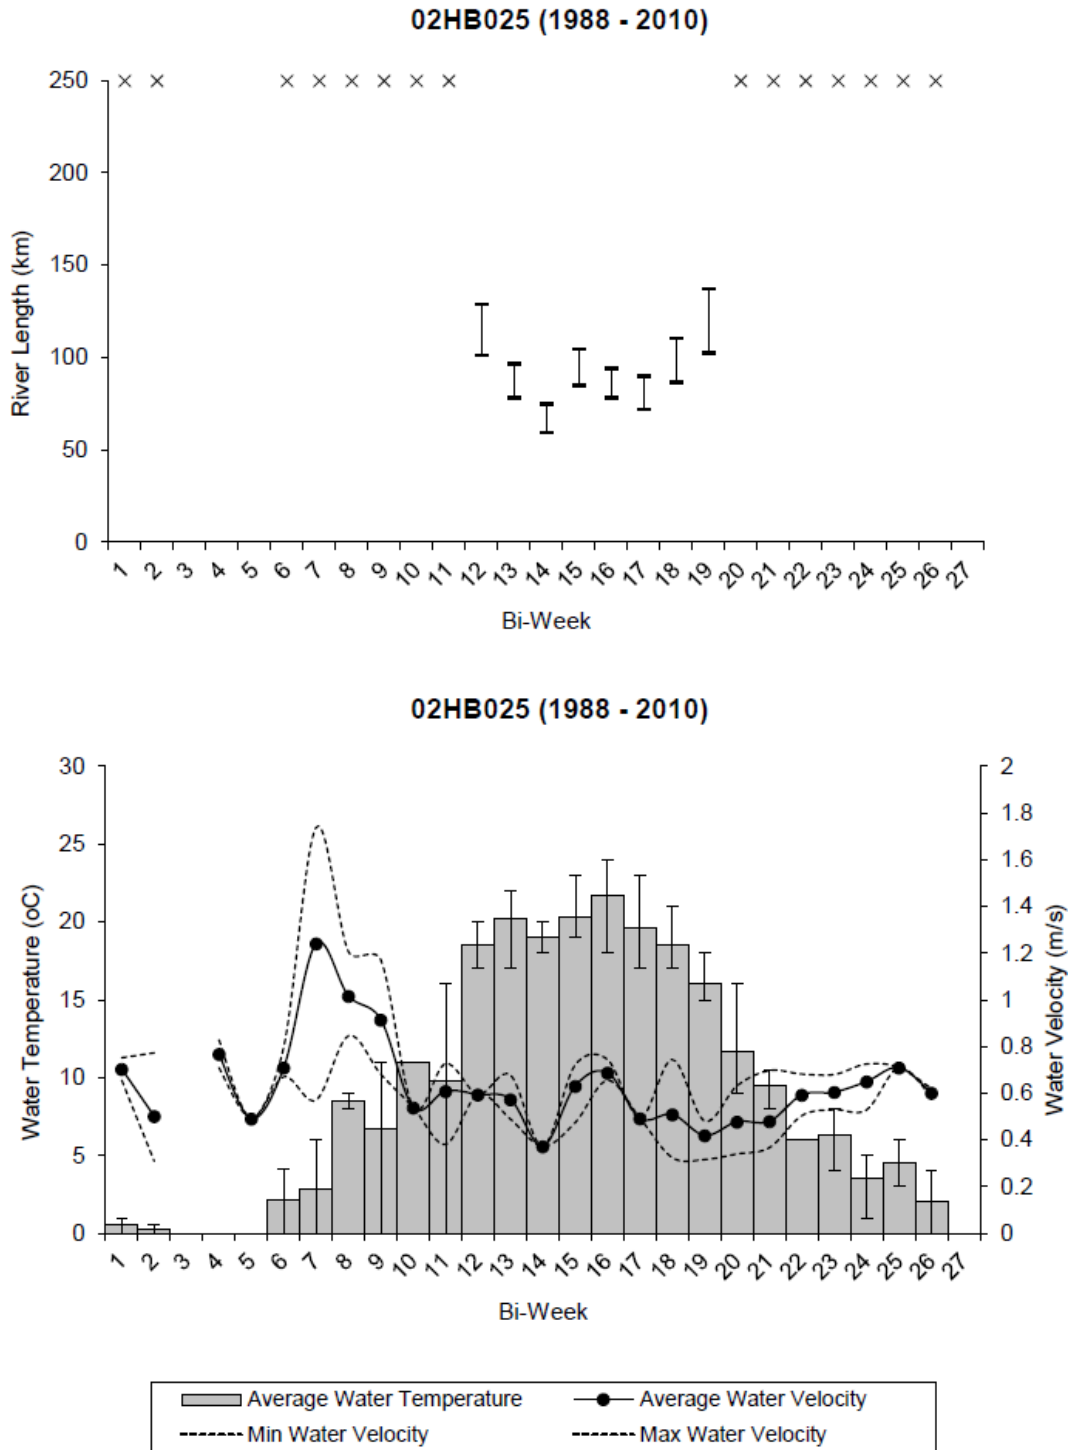 02HB025 (1988 - 2010)
250
200
150
100
50
0
River Length (km)
1 2 3 4 5 6 7 8 9 10 11 12 13 14 15 16 17 18 19 20 21 22 23 24 25 26 27
Bi-Week
02HB025 (1988 - 2010)
30
25
20
15
10
5
0
Water Temperature (oC)
2
1.8
1.6
1.4
1.2
1
0.8
0.6
0.4
0.2
0
Water Velocity (m/s)
1 2 3 4 5 6 7 8 9 10 11 12 13 14 15 16 17 18 19 20 21 22 23 24 25 26 27
Bi-Week
Average Water Temperature Average Water Velocity
Min Water Velocity Max Water Velocity